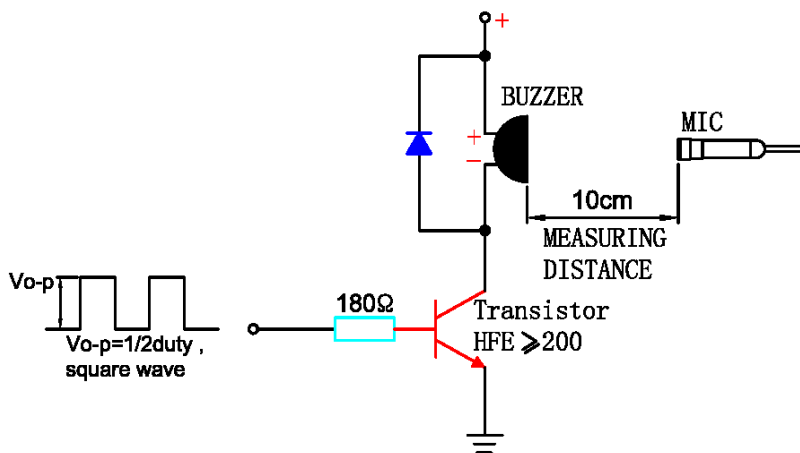 +
BUZZER
MIC
+
−
10cm
MEASURING
DISTANCE
Vo-p
180Ω
Transistor
HFE ⩾200
Vo-p=1/2duty ,
square wave